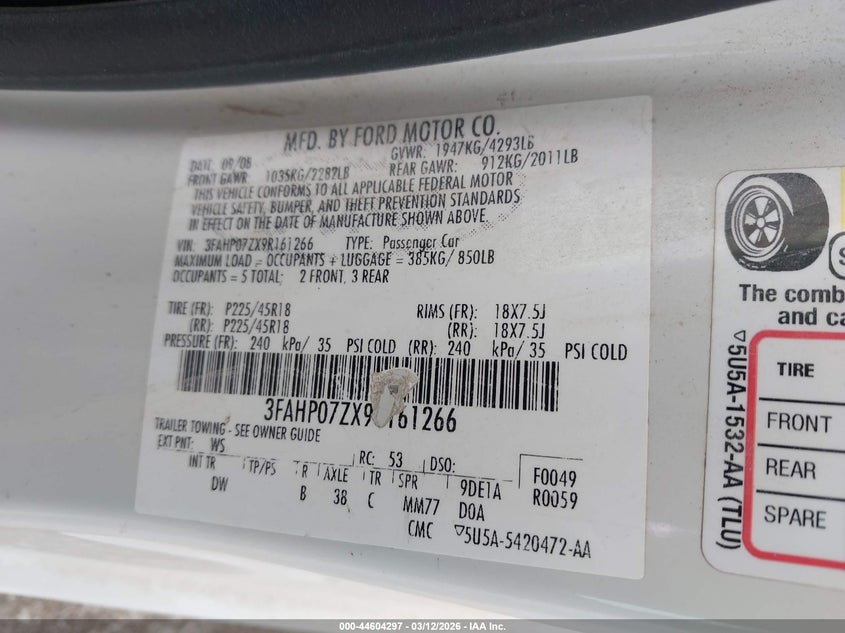 MFD. BY FORD MOTOR CO.
DATE 09/08 GVWR: 1947KG/4293LB
FRONT GAWR: 1035KG/2282LB REAR GAWR: 912KG/2011LB
THIS VEHICLE CONFORMS TO ALL APPLICABLE FEDERAL MOTOR
VEHICLE SAFETY, BUMPER, AND THEFT PREVENTION STANDARDS
IN EFFECT ON THE DATE OF MANUFACTURE SHOWN ABOVE.
VIN: 3FAHP07ZX9R161266 TYPE: Passenger Car
MAXIMUM LOAD = OCCUPANTS + LUGGAGE = 385KG/ 850LB
OCCUPANTS = 5 TOTAL: 2 FRONT, 3 REAR
TIRE (FR): P225/45R18 RIMS (FR): 18X7.5J
(RR): P225/45R18 (RR): 18X7.5J
PRESSURE (FR): 240 kPa/ 35 PSI COLD (RR): 240 kPa/ 35 PSI COLD
3FAHP07ZX9 161266
TRAILER TOWING - SEE OWNER GUIDE
EXT PNT: WS RC: 53 DSO:
INT TR TP/PS R AXLE TR SPR 9DE1A F0049
DW B 38 C MM77 DOA R0059
CMC ▽5U5A-5420472-AA
The comb
and ca
▽5U5A-1532-AA (TLU)
TIRE
FRONT
REAR
SPARE
000-44604297 - 03/12/2026 - IAA Inc.